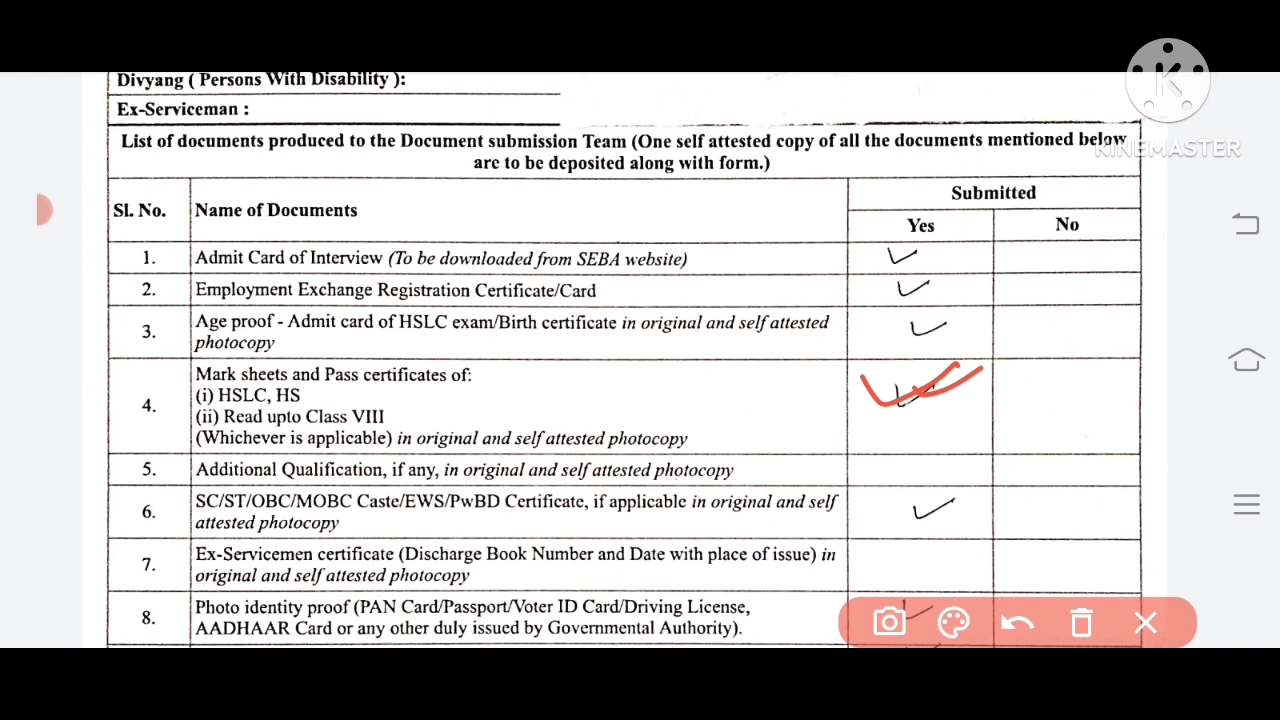 Divyang ( Persons With Disability ):
Ex-Serviceman :
KINEMASTER
List of documents produced to the Document submission Team (One self attested copy of all the documents mentioned below
are to be deposited along with form.)
Sl. No.
Name of Documents
Submitted
Yes
No
1.
Admit Card of Interview (To be downloaded from SEBA website)
2.
Employment Exchange Registration Certificate/Card
3.
Age proof - Admit card of HSLC exam/Birth certificate in original and self attested
photocopy
4.
Mark sheets and Pass certificates of:
(i) HSLC, HS
(ii) Read upto Class VIII
(Whichever is applicable) in original and self attested photocopy
5.
Additional Qualification, if any, in original and self attested photocopy
6.
SC/ST/OBC/MOBC Caste/EWS/PwBD Certificate, if applicable in original and self
attested photocopy
7.
Ex-Servicemen certificate (Discharge Book Number and Date with place of issue) in
original and self attested photocopy
8.
Photo identity proof (PAN Card/Passport/Voter ID Card/Driving License,
AADHAAR Card or any other duly issued by Governmental Authority).